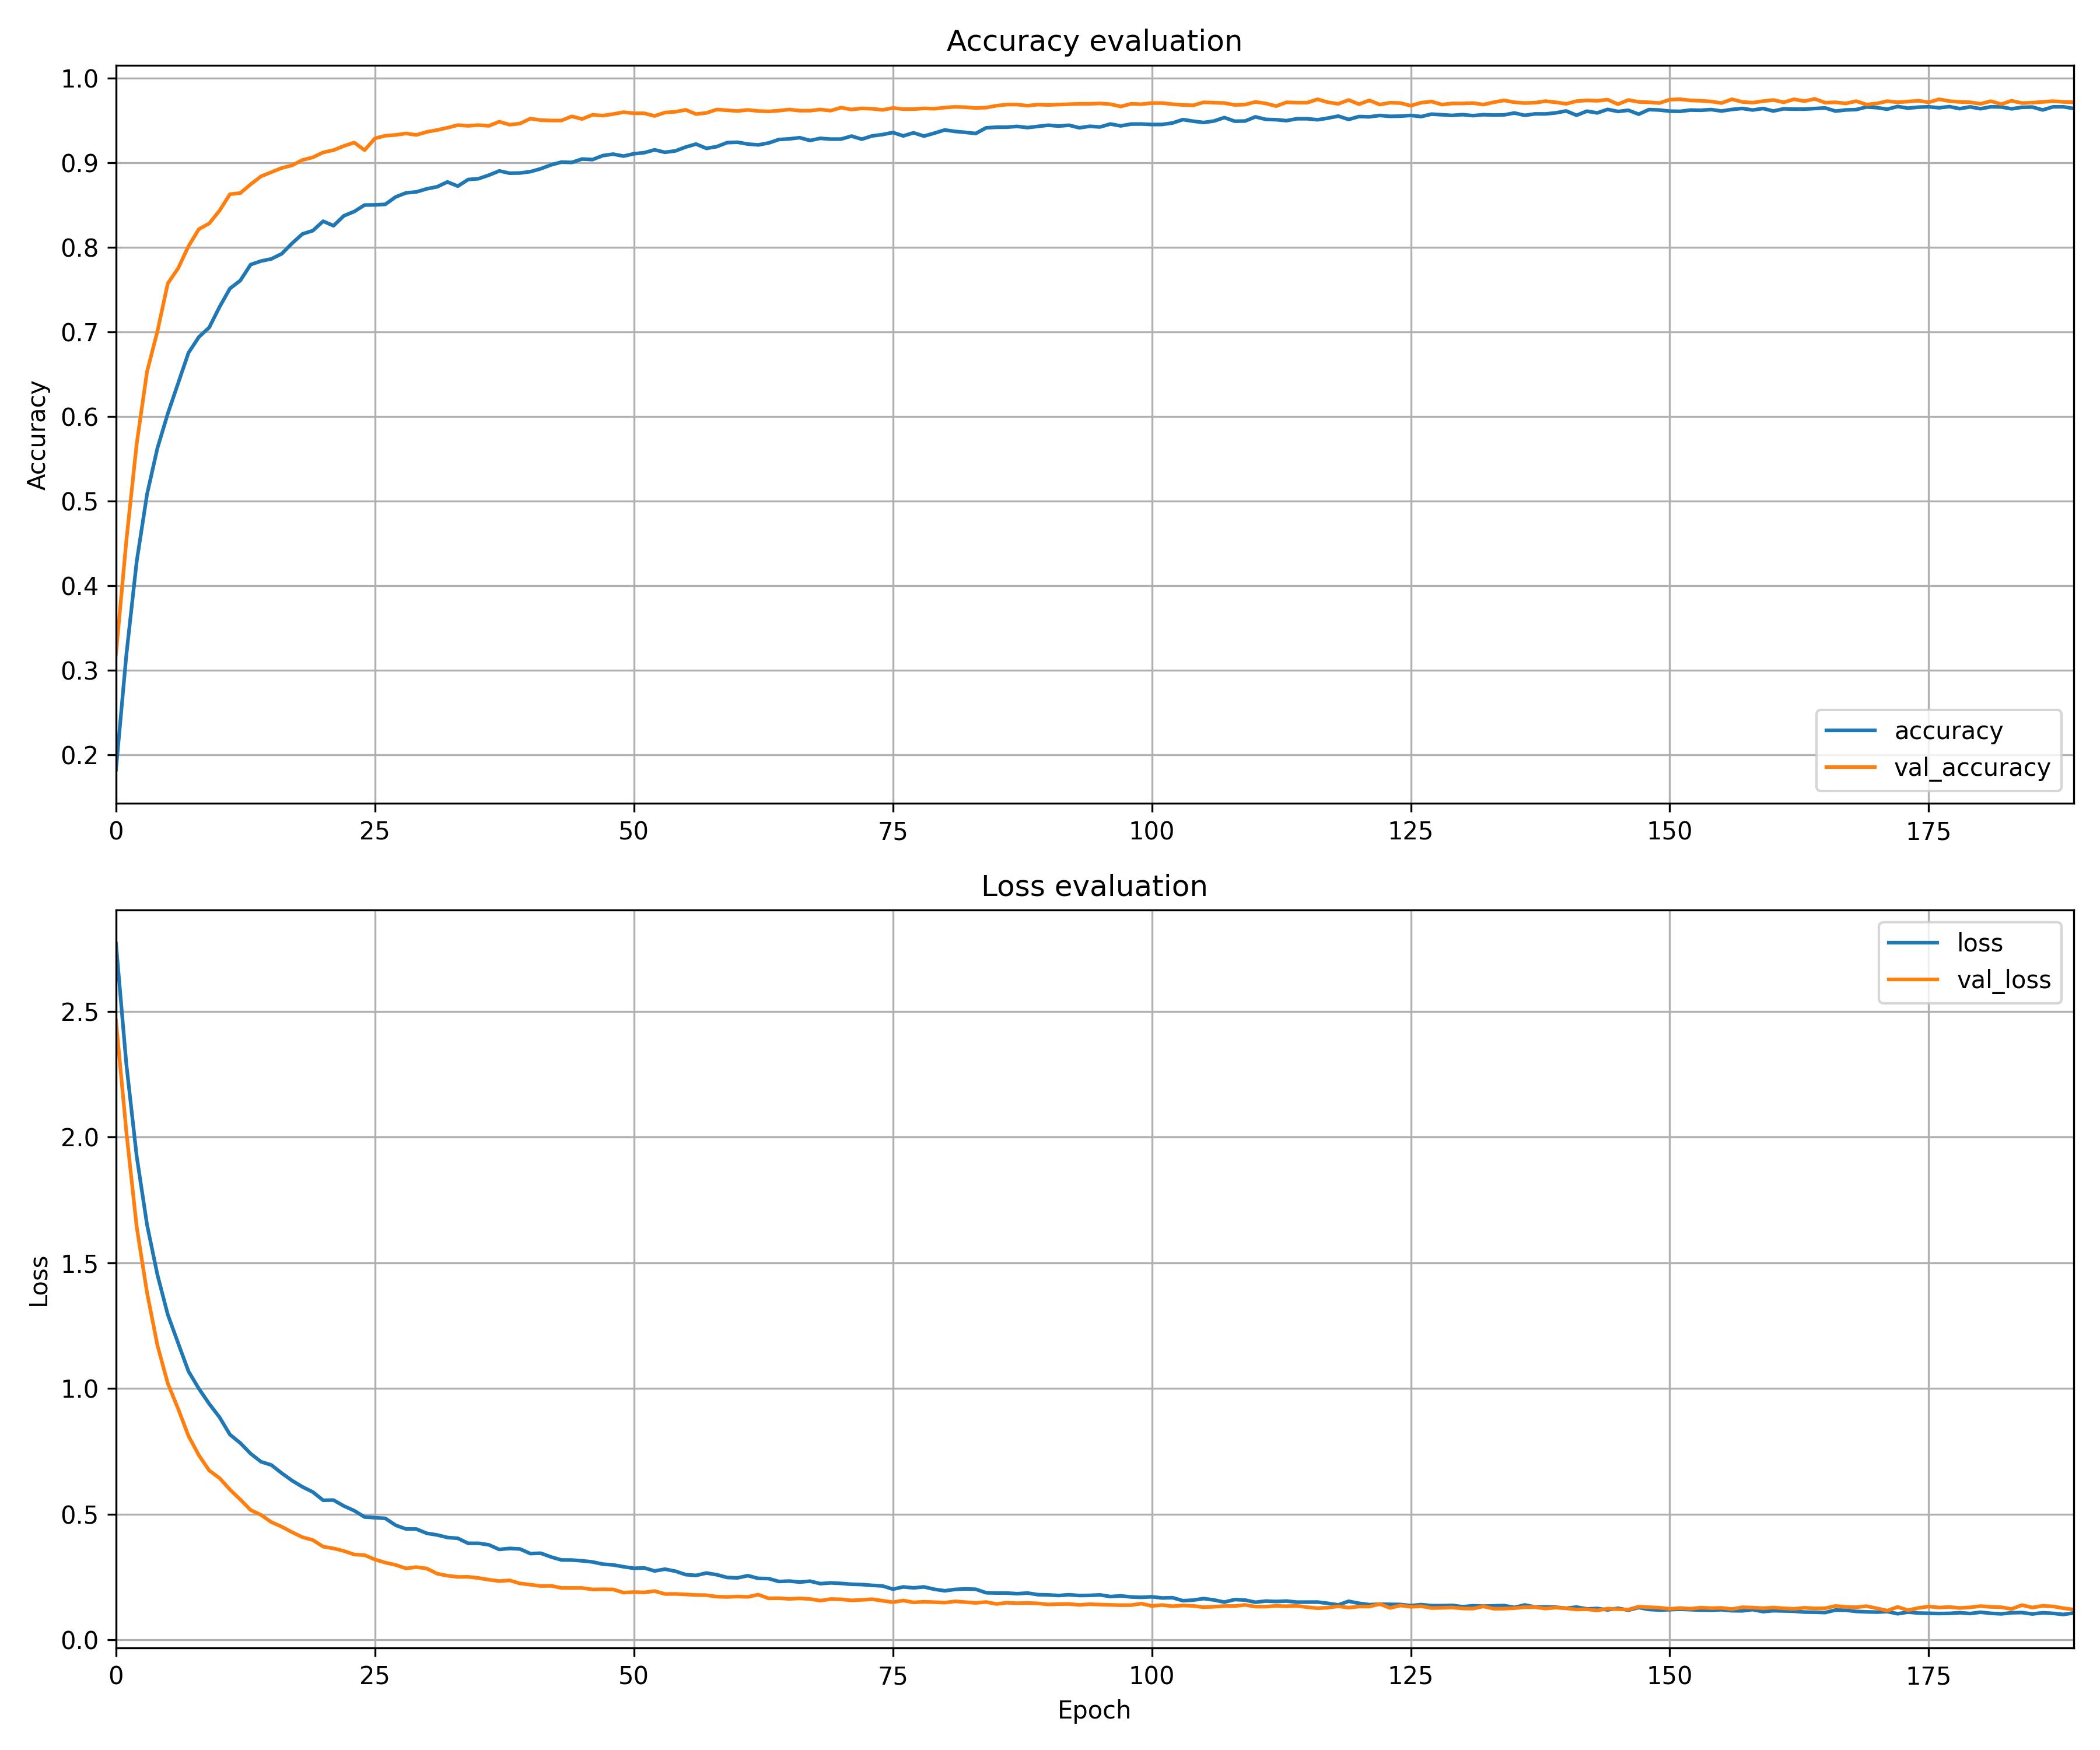 Accuracy evaluation
1.0
0.9
0.8
0.7
0.6
0.5
0.4
0.3
0.2
Accuracy
accuracy
val_accuracy
0 25 50 75 100 125 150 175
Loss evaluation
loss
val_loss
2.5
2.0
1.5
1.0
0.5
0.0
Loss
0 25 50 75 100 125 150 175
Epoch